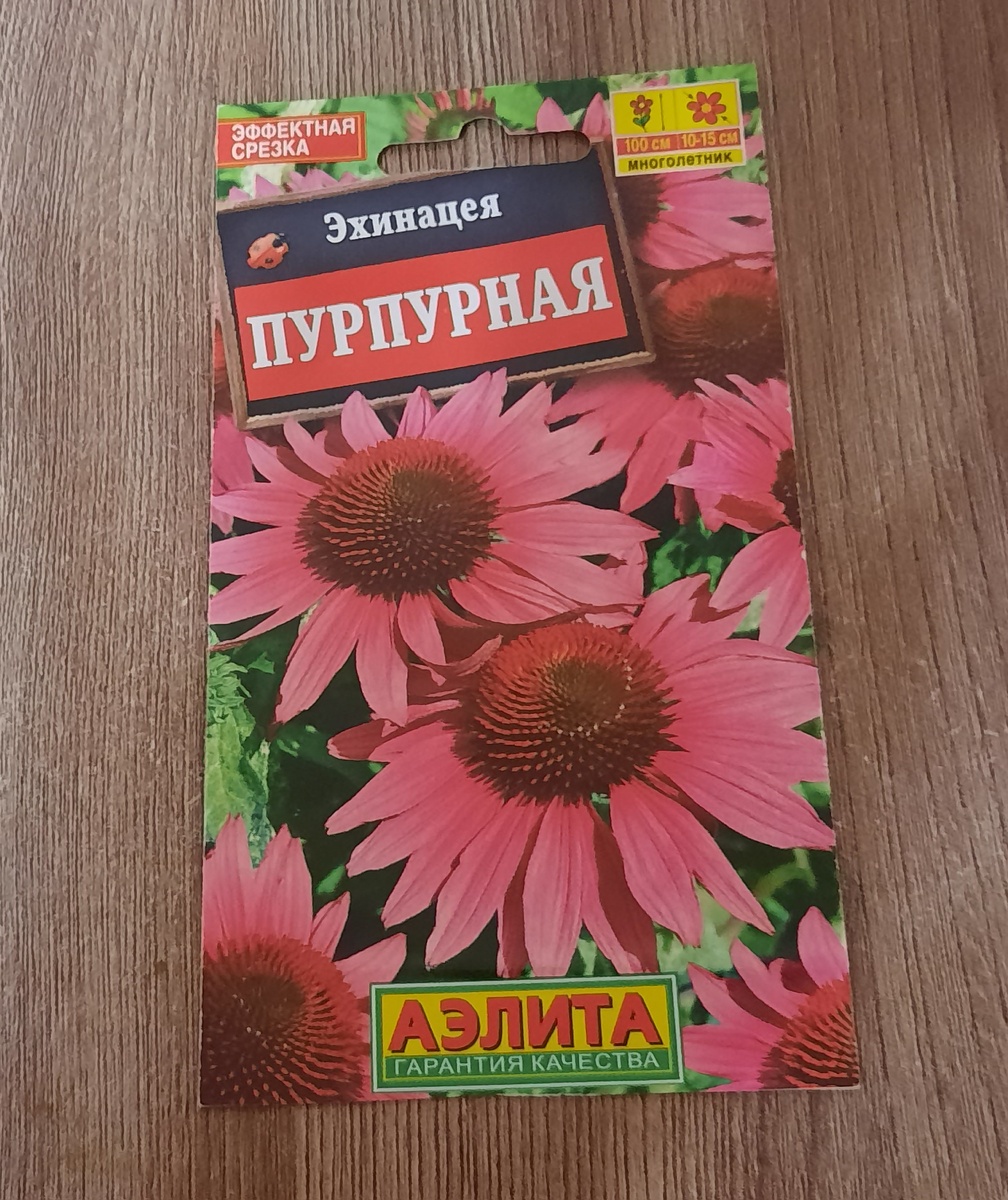 ЭФФЕКТНАЯ
СРЕЗКА
100 см 10-15 см
многолетник
Эхинацея
ПУРПУРНАЯ
АЭЛИТА
ГАРАНТИЯ КАЧЕСТВА